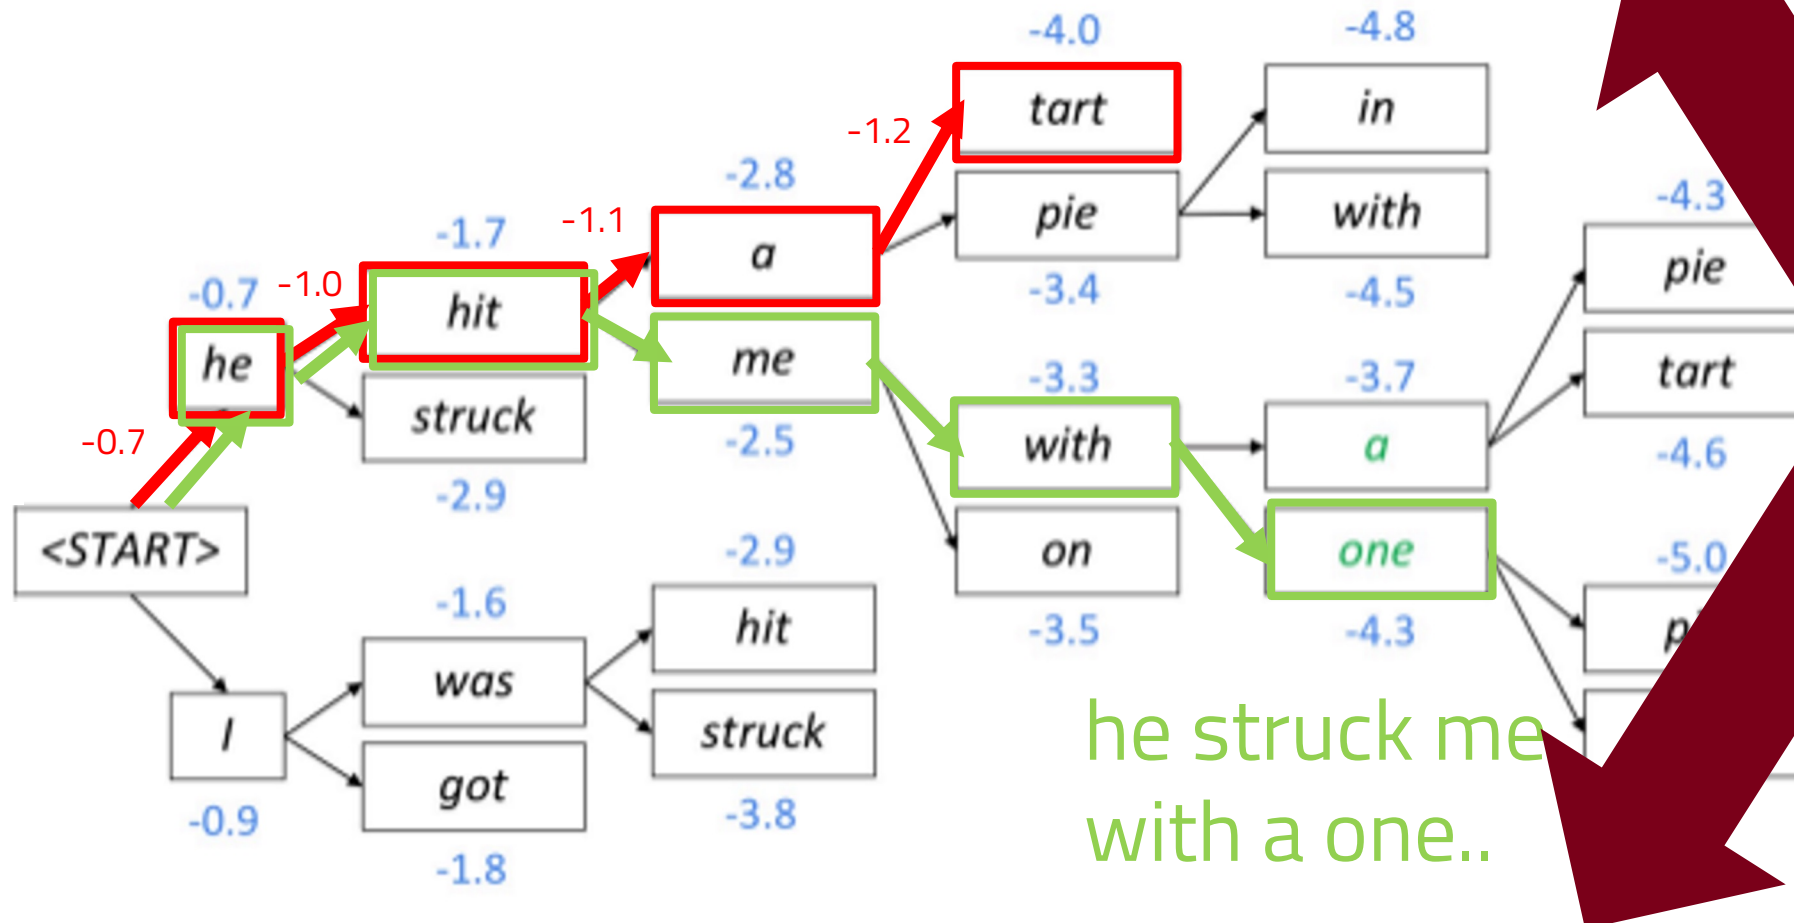 -4.0
-4.8
tart
in
-1.2
-2.8
pie
with
-4.3
-1.7
-1.1
a
-3.4
-4.5
pie
-0.7
-1.0
hit
me
-3.3
-3.7
tart
he
struck
-2.5
with
a
-4.6
-0.7
-2.9
<START>
-2.9
on
one
-5.0
-1.6
hit
-3.5
-4.3
was
I
struck
he struck me
got
-0.9
-3.8
with a one..
-1.8